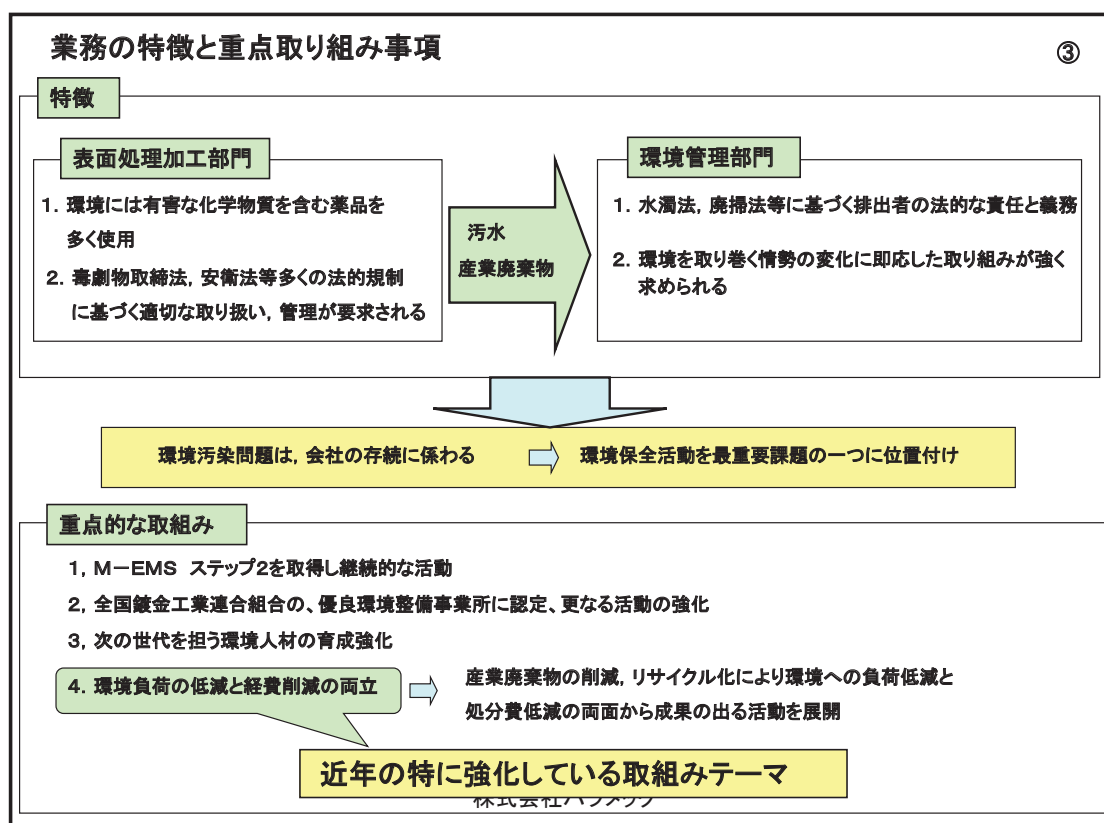 業務の特徴と重点取り組み事項
③
特徴
表面処理加工部門
1. 環境には有害な化学物質を含む薬品を
多く使用
2. 毒劇物取締法, 安衛法等多くの法的規制
に基づく適切な取り扱い, 管理が要求される
汚水
産業廃棄物
環境管理部門
1. 水濁法, 廃掃法等に基づく排出者の法的な責任と義務
2. 環境を取り巻く情勢の変化に即応した取り組みが強く
求められる
環境汚染問題は, 会社の存続に係わる
環境保全活動を最重要課題の一つに位置付け
重点的な取組み
1, M－EMS ステップ2を取得し継続的な活動
2, 全国鍍金工業連合組合の、優良環境整備事業所に認定、更なる活動の強化
3, 次の世代を担う環境人材の育成強化
4. 環境負荷の低減と経費削減の両立
産業廃棄物の削減, リサイクル化により環境への負荷低減と
処分費低減の両面から成果の出る活動を展開
近年の特に強化している取組みテーマ
株式会社